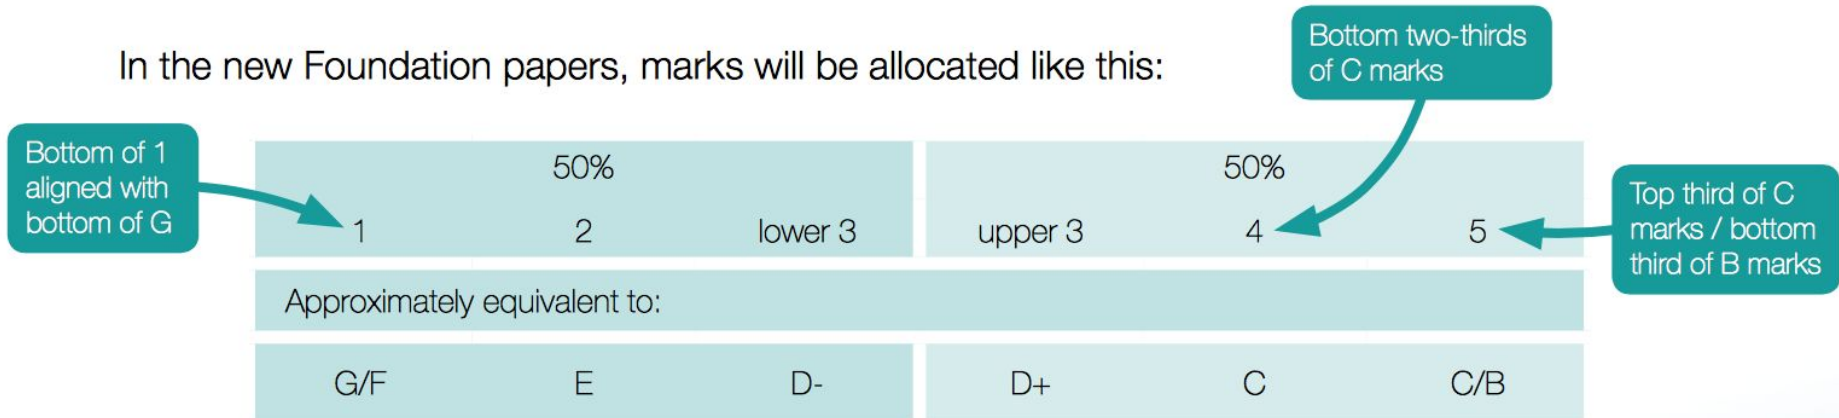 Bottom two-thirds
of C marks
In the new Foundation papers, marks will be allocated like this:
Bottom of 1
aligned with
bottom of G
50% 50%
1 2 lower 3 upper 3 4 5
Top third of C
marks / bottom
third of B marks
Approximately equivalent to:
G/F E D- D+ C C/B